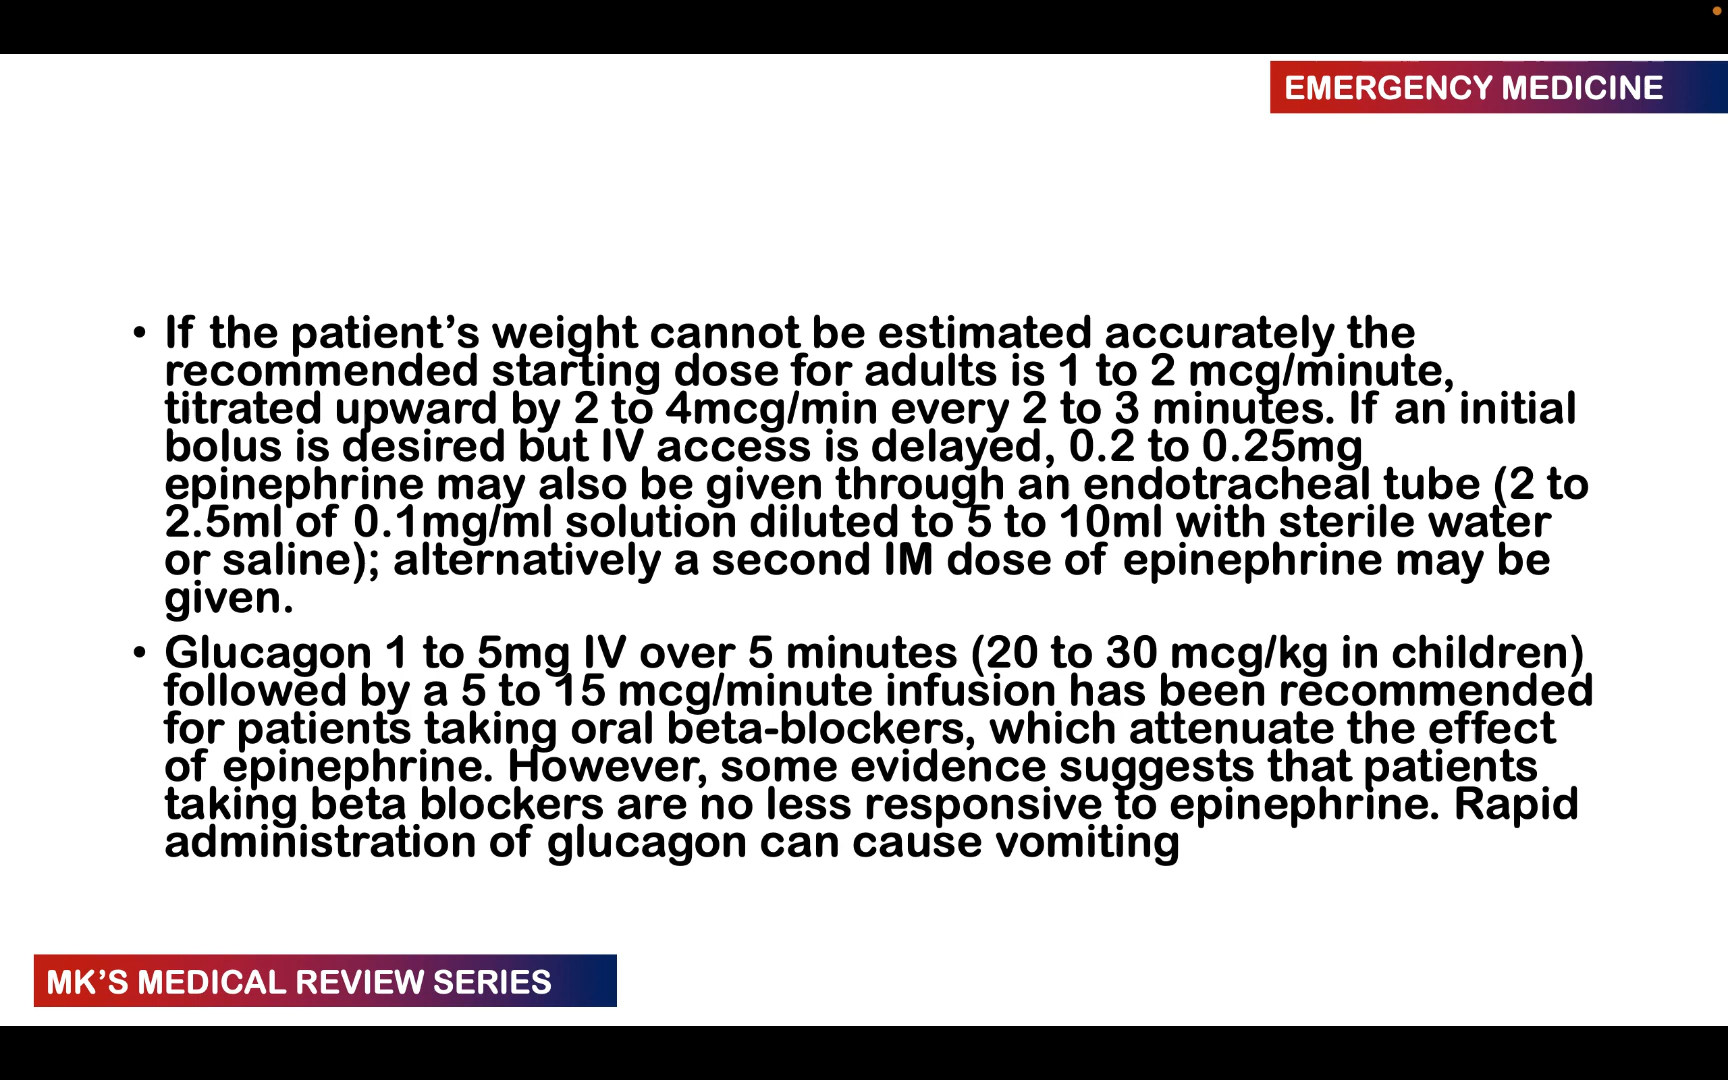 EMERGENCY MEDICINE
• If the patient’s weight cannot be estimated accurately the
recommended starting dose for adults is 1 to 2 mcg/minute,
titrated upward by 2 to 4mcg/min every 2 to 3 minutes. If an initial
bolus is desired but IV access is delayed, 0.2 to 0.25mg
epinephrine may also be given through an endotracheal tube (2 to
2.5ml of 0.1mg/ml solution diluted to 5 to 10ml with sterile water
or saline); alternatively a second IM dose of epinephrine may be
given.
• Glucagon 1 to 5mg IV over 5 minutes (20 to 30 mcg/kg in children)
followed by a 5 to 15 mcg/minute infusion has been recommended
for patients taking oral beta-blockers, which attenuate the effect
of epinephrine. However, some evidence suggests that patients
taking beta blockers are no less responsive to epinephrine. Rapid
administration of glucagon can cause vomiting
MK’S MEDICAL REVIEW SERIES